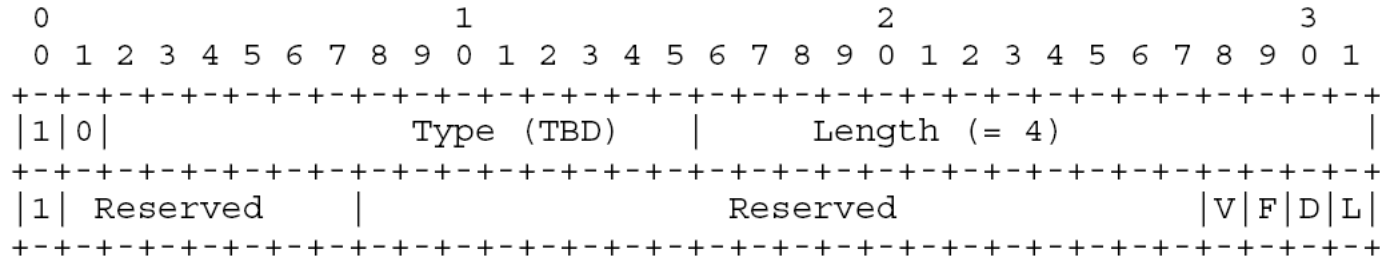 0                   1                   2                   3
 0 1 2 3 4 5 6 7 8 9 0 1 2 3 4 5 6 7 8 9 0 1 2 3 4 5 6 7 8 9 0 1
+-+-+-+-+-+-+-+-+-+-+-+-+-+-+-+-+-+-+-+-+-+-+-+-+-+-+-+-+-+-+-+-+
|1|0|              Type (TBD)   |     Length (= 4)              |
+-+-+-+-+-+-+-+-+-+-+-+-+-+-+-+-+-+-+-+-+-+-+-+-+-+-+-+-+-+-+-+-+
|1| Reserved    |                 Reserved              |V|F|D|L|
+-+-+-+-+-+-+-+-+-+-+-+-+-+-+-+-+-+-+-+-+-+-+-+-+-+-+-+-+-+-+-+-+